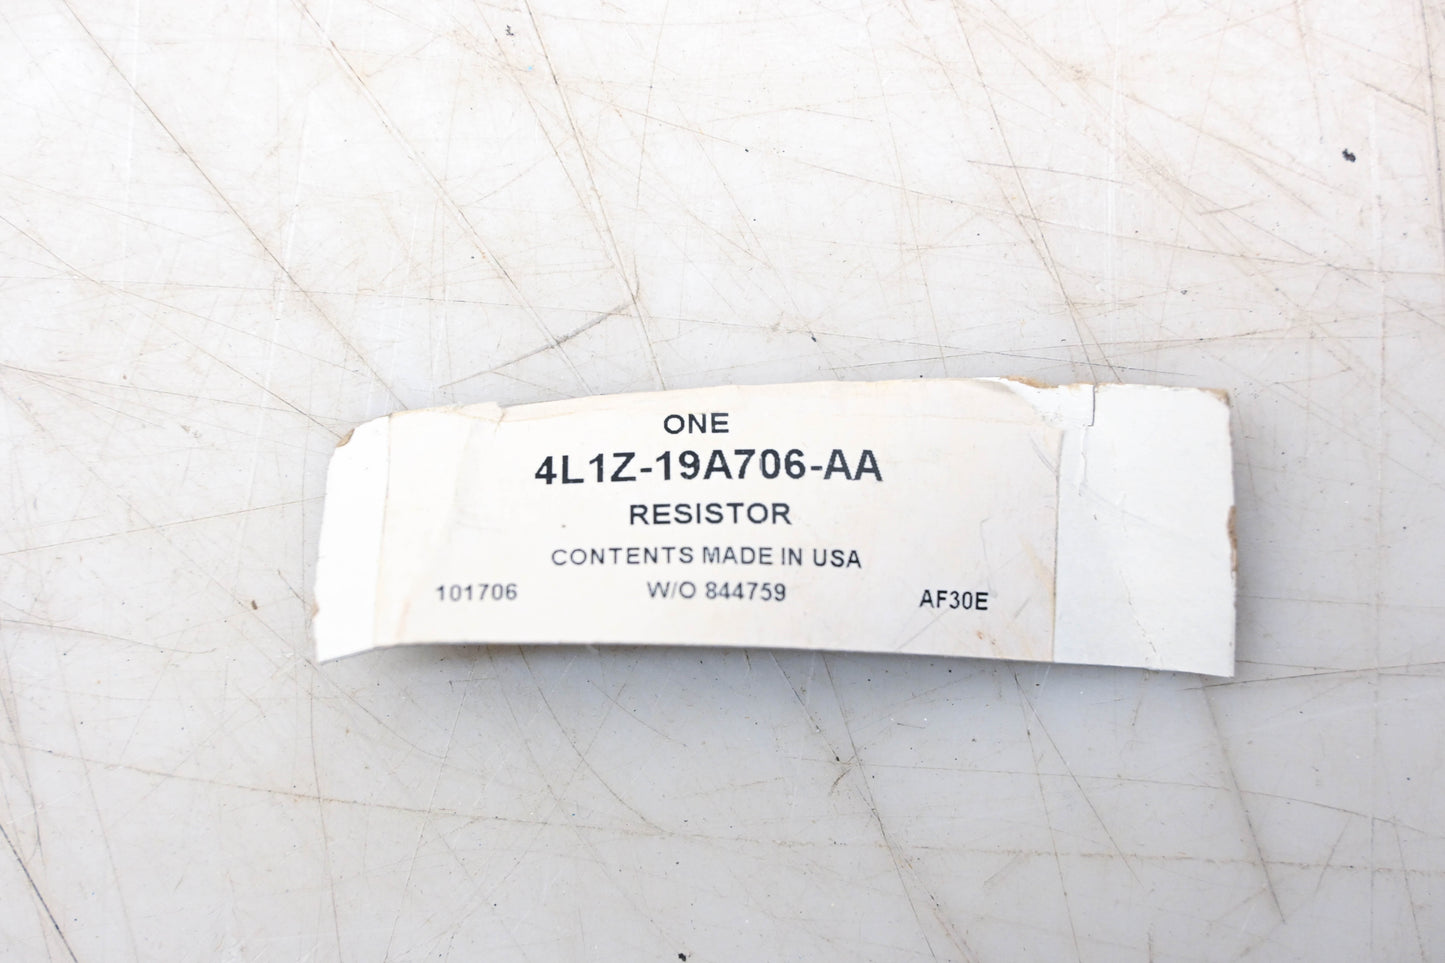 ONE
4L1Z-19A706-AA
RESISTOR
CONTENTS MADE IN USA
101706 W/O 844759 AF30E